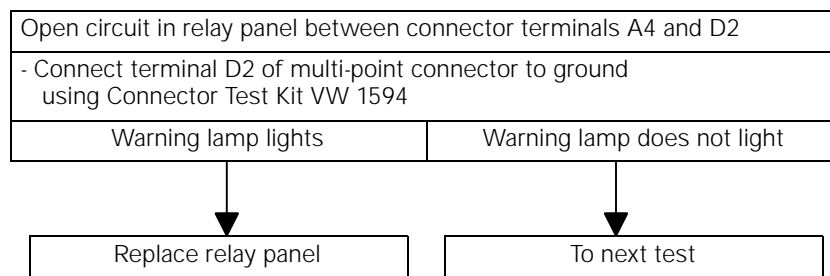 Open circuit in relay panel between connector terminals A4 and D2
- Connect terminal D2 of multi-point connector to ground
using Connector Test Kit VW 1594
Warning lamp lights
Warning lamp does not light
Replace relay panel
To next test